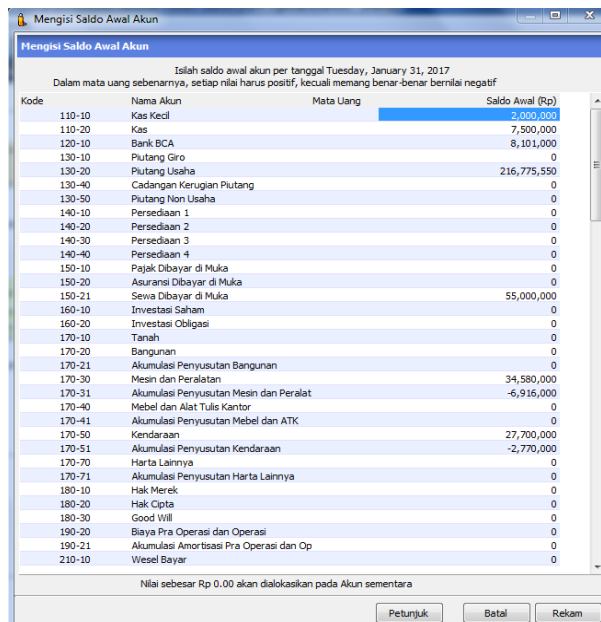 Mengisi Saldo Awal Akun
Mengisi Saldo Awal Akun
Isilah saldo awal akun per tanggal Tuesday, January 31, 2017
Dalam mata uang sebenarnya, setiap nilai harus positif, kecuali memang benar-benar bernilai negatif
Kode Nama Akun Mata Uang Saldo Awal (Rp)
110-10 Kas Kecil 2,000,000
110-20 Kas 7,500,000
120-10 Bank BCA 8,101,000
130-10 Piutang Giro 0
130-20 Piutang Usaha 216,775,550
130-40 Cadangan Kerugian Piutang 0
130-50 Piutang Non Usaha 0
140-10 Persediaan 1 0
140-20 Persediaan 2 0
140-30 Persediaan 3 0
140-40 Persediaan 4 0
150-10 Pajak Dibayar di Muka 0
150-20 Asuransi Dibayar di Muka 0
150-21 Sewa Dibayar di Muka 55,000,000
160-10 Investasi Saham 0
160-20 Investasi Obligasi 0
170-10 Tanah 0
170-20 Bangunan 0
170-21 Akumulasi Penyusutan Bangunan 0
170-30 Mesin dan Peralatan 34,580,000
170-31 Akumulasi Penyusutan Mesin dan Peralat -6,916,000
170-40 Mebel dan Alat Tulis Kantor 0
170-41 Akumulasi Penyusutan Mebel dan ATK 0
170-50 Kendaraan 27,700,000
170-51 Akumulasi Penyusutan Kendaraan -2,770,000
170-70 Harta Lainnya 0
170-71 Akumulasi Penyusutan Harta Lainnya 0
180-10 Hak Merek 0
180-20 Hak Cipta 0
180-30 Good Will 0
190-20 Biaya Pra Operasi dan Operasi 0
190-21 Akumulasi Amortisasi Pra Operasi dan Op 0
210-10 Wesel Bayar 0
Nilai sebesar Rp 0.00 akan dialokasikan pada Akun sementara
Petunjuk Batal Rekam